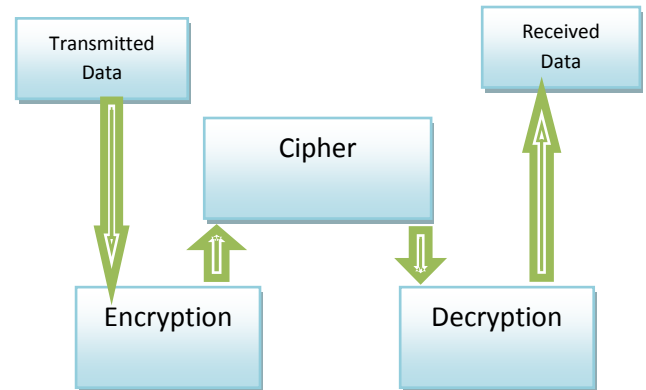 Transmitted
Data
Received
Data
Cipher
Encryption
Decryption